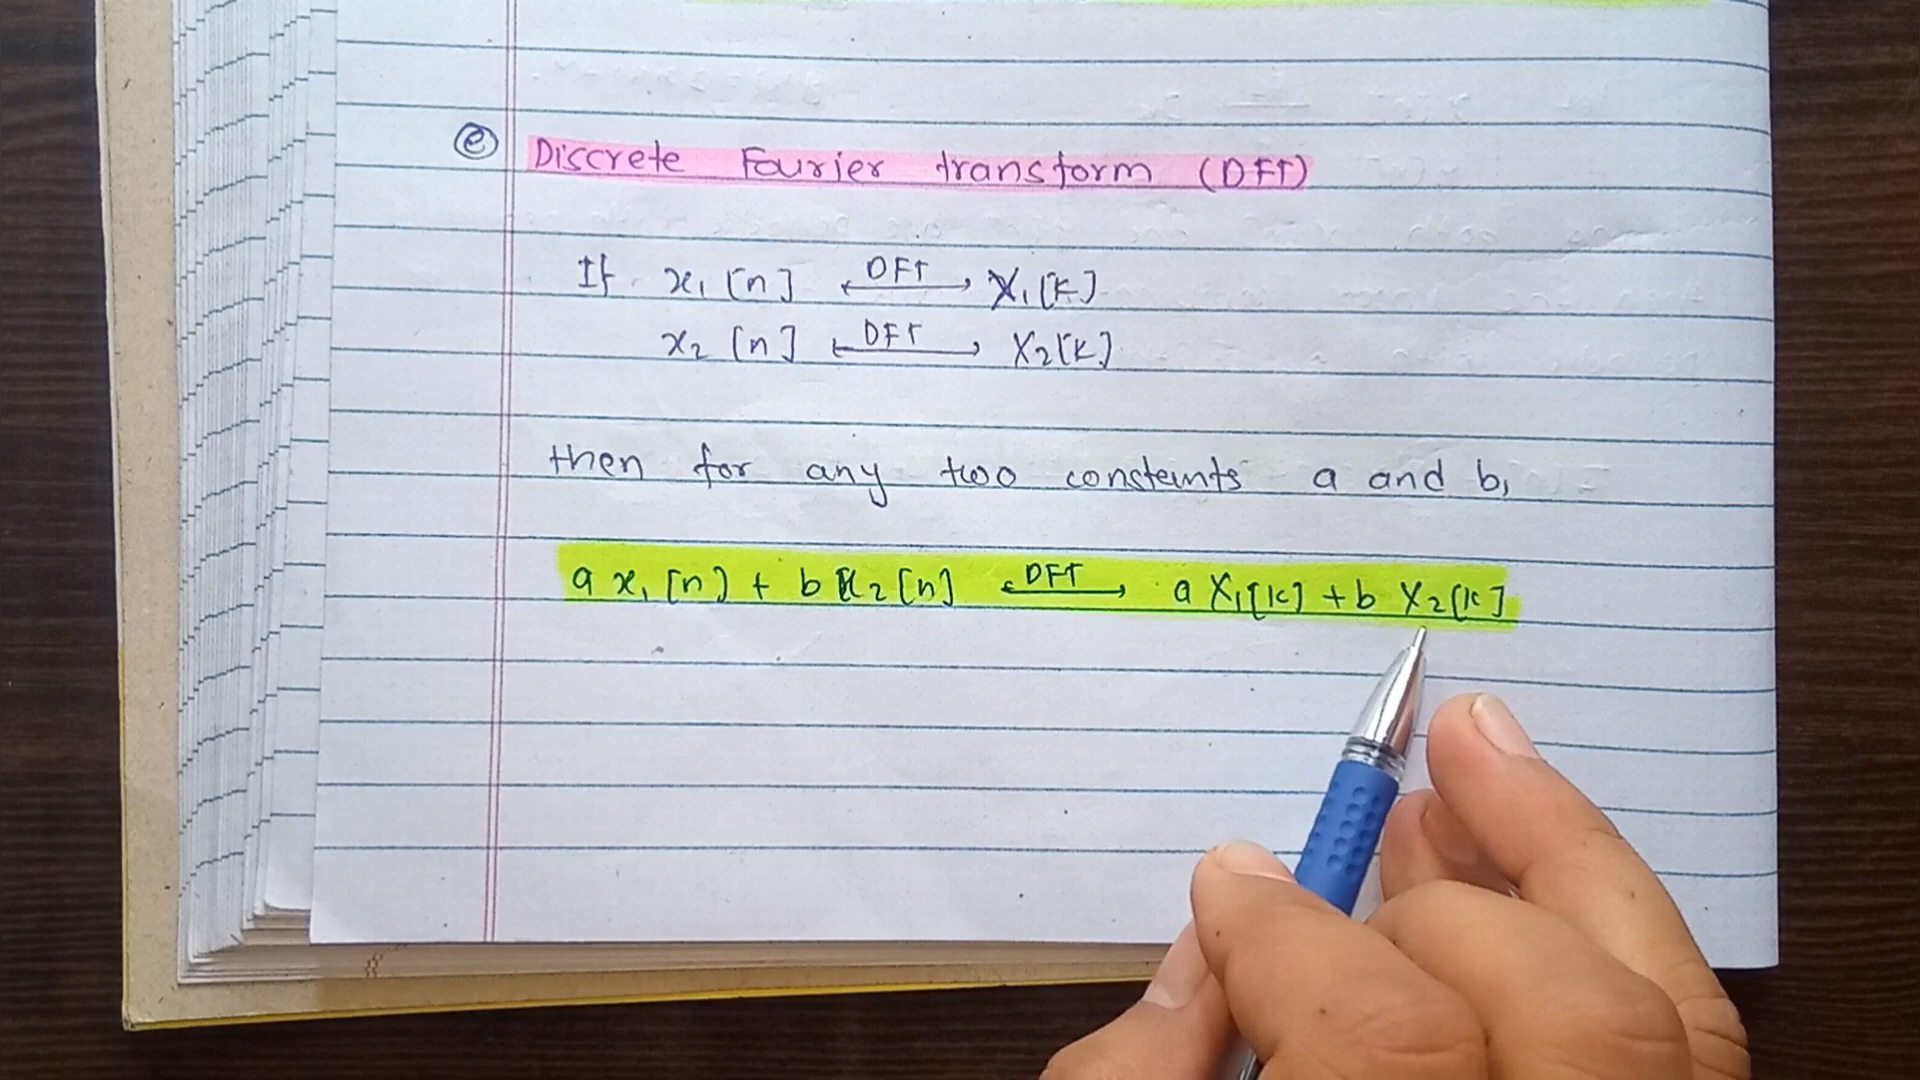 ⓔ Discrete Fourier transform (DFT)
If x₁[n] <--DFT--> X₁[k]
x₂[n] <--DFT--> X₂[k]
then for any two constants a and b,
a x₁[n] + b x₂[n] <--DFT--> a X₁[k] + b X₂[k]